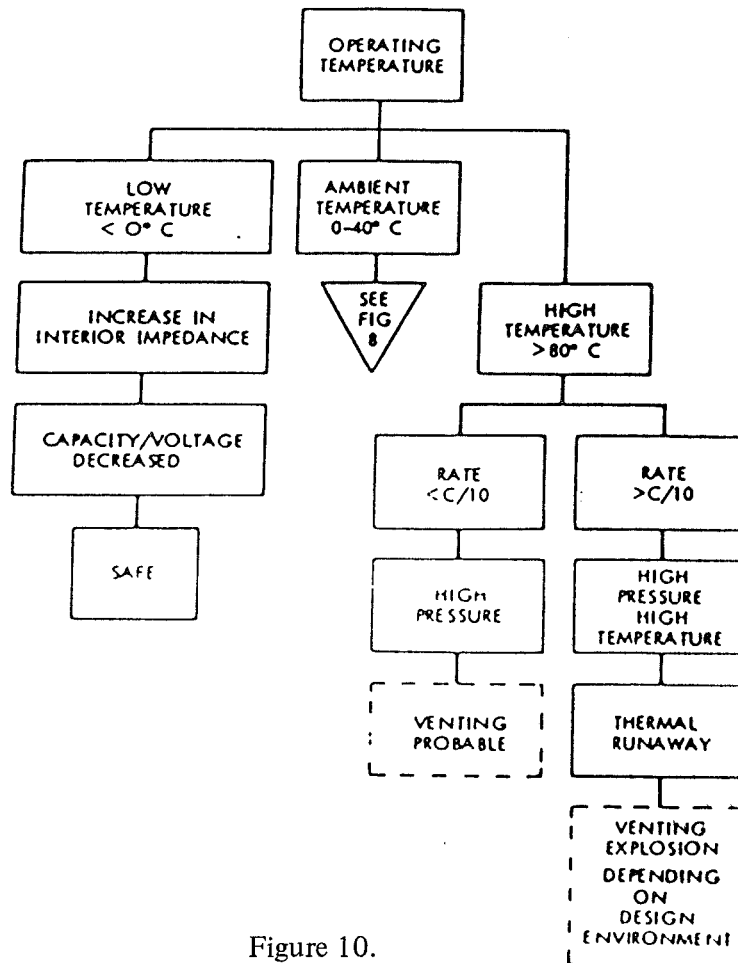 OPERATING
TEMPERATURE
LOW
TEMPERATURE
< 0° C
AMBIENT
TEMPERATURE
0-40° C
INCREASE IN
INTERIOR IMPEDANCE
SEE
FIG
8
HIGH
TEMPERATURE
>80° C
CAPACITY/VOLTAGE
DECREASED
RATE
<C/10
RATE
>C/10
SAFE
HIGH
PRESSURE
HIGH
PRESSURE
HIGH
TEMPERATURE
VENTING
PROBABLE
THERMAL
RUNAWAY
VENTING
EXPLOSION
DEPENDING
ON
DESIGN
ENVIRONMENT
Figure 10.